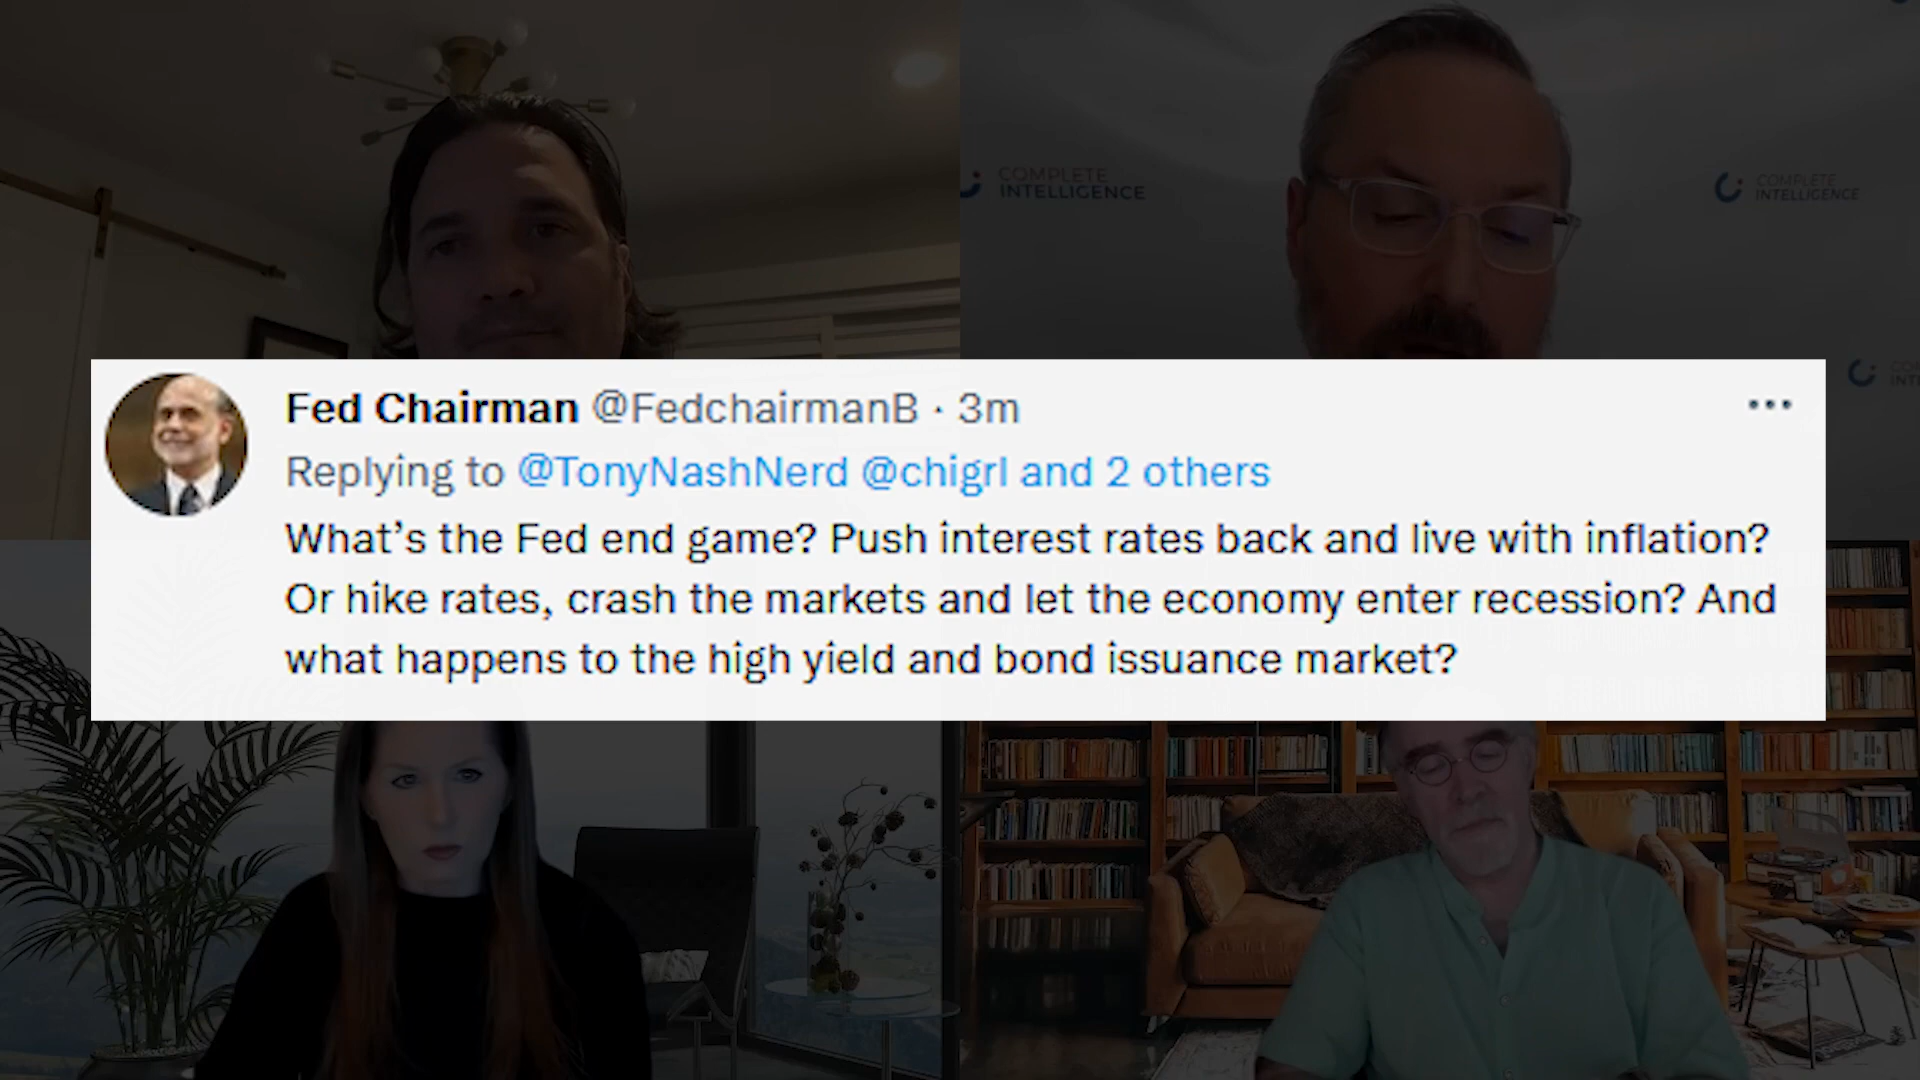 COMPLETE
INTELLIGENCE
COMPLETE
INTELLIGENCE
Fed Chairman @FedchairmanB · 3m
Replying to @TonyNashNerd @chigrl and 2 others
What’s the Fed end game? Push interest rates back and live with inflation?
Or hike rates, crash the markets and let the economy enter recession? And
what happens to the high yield and bond issuance market?